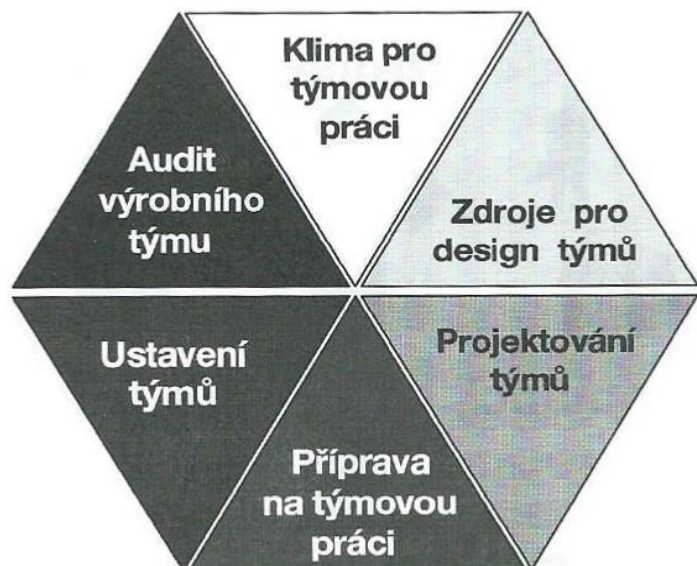 Klima pro
týmovou
práci
Zdroje pro
design týmů
Projektování
týmů
Příprava
na týmovou
práci
Ustavení
týmů
Audit
výrobního
týmu